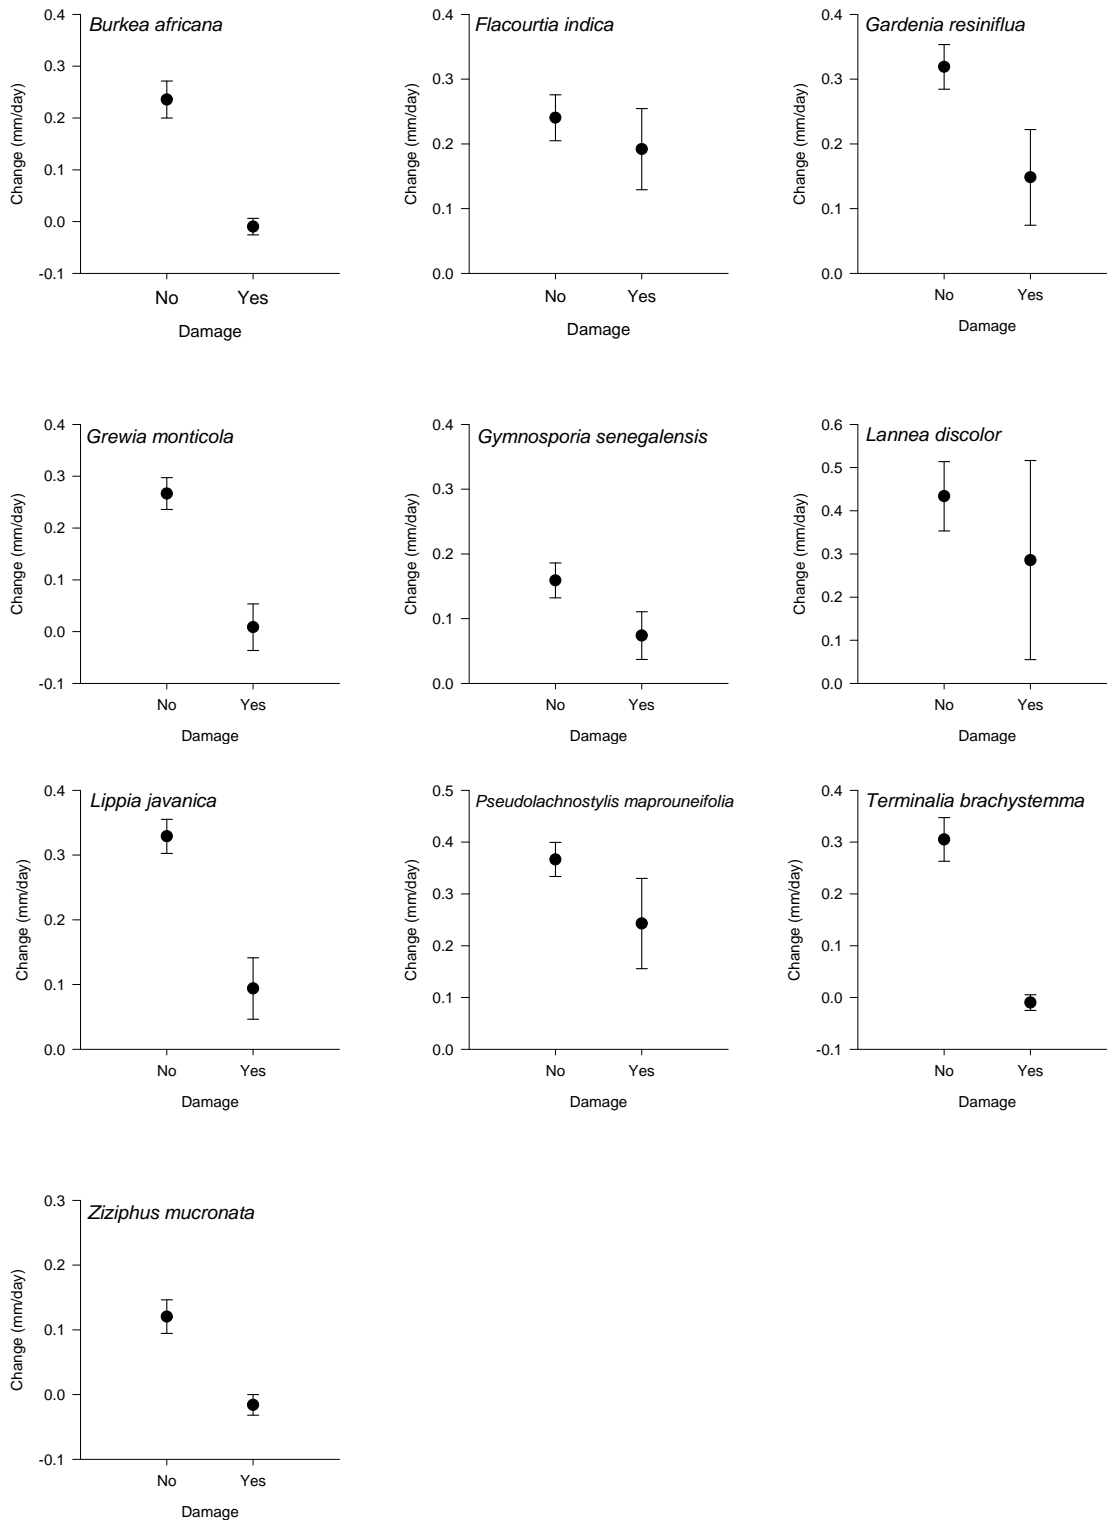 Burkea africana
Change (mm/day)
0.4
0.3
0.2
0.1
0.0
-0.1
No Yes
Damage
Flacourtia indica
Change (mm/day)
0.4
0.3
0.2
0.1
0.0
No Yes
Damage
Gardenia resiniflua
Change (mm/day)
0.4
0.3
0.2
0.1
0.0
No Yes
Damage
Grewia monticola
Change (mm/day)
0.4
0.3
0.2
0.1
0.0
-0.1
No Yes
Damage
Gymnosporia senegalensis
Change (mm/day)
0.4
0.3
0.2
0.1
0.0
No Yes
Damage
Lannea discolor
Change (mm/day)
0.6
0.5
0.4
0.3
0.2
0.1
0.0
No Yes
Damage
Lippia javanica
Change (mm/day)
0.4
0.3
0.2
0.1
0.0
No Yes
Damage
Pseudolachnostylis maprouneifolia
Change (mm/day)
0.5
0.4
0.3
0.2
0.1
0.0
No Yes
Damage
Terminalia brachystemma
Change (mm/day)
0.4
0.3
0.2
0.1
0.0
-0.1
No Yes
Damage
Ziziphus mucronata
Change (mm/day)
0.3
0.2
0.1
0.0
-0.1
No Yes
Damage